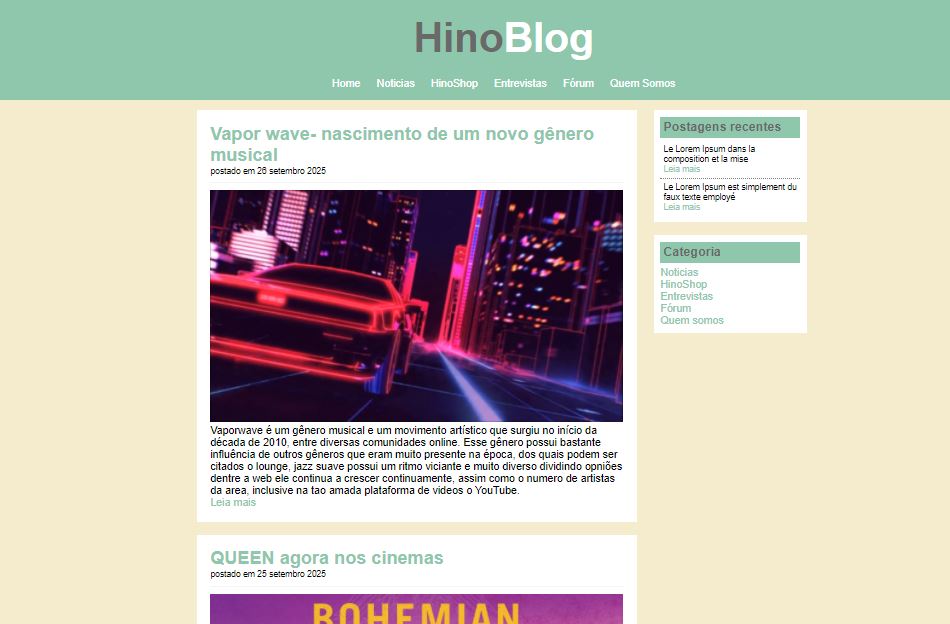 HinoBlog
Home Noticias HinoShop Entrevistas Fórum Quem Somos
Vapor wave- nascimento de um novo gênero
musical
postado em 26 setembro 2025
Vaporwave é um gênero musical e um movimento artístico que surgiu no início da
década de 2010, entre diversas comunidades online. Esse gênero possui bastante
influência de outros gêneros que eram muito presente na época, dos quais podem ser
citados o lounge, jazz suave possui um ritmo viciante e muito diverso dividindo opniões
dentre a web ele continua a crescer continuamente, assim como o numero de artistas
da area, inclusive na tao amada plataforma de videos o YouTube.
Leia mais
QUEEN agora nos cinemas
postado em 25 setembro 2025
BOHEMIAN
Postagens recentes
Le Lorem Ipsum dans la
composition et la mise
Leia mais
Le Lorem Ipsum est simplement du
faux texte employé
Leia mais
Categoria
Noticias
HinoShop
Entrevistas
Fórum
Quem somos